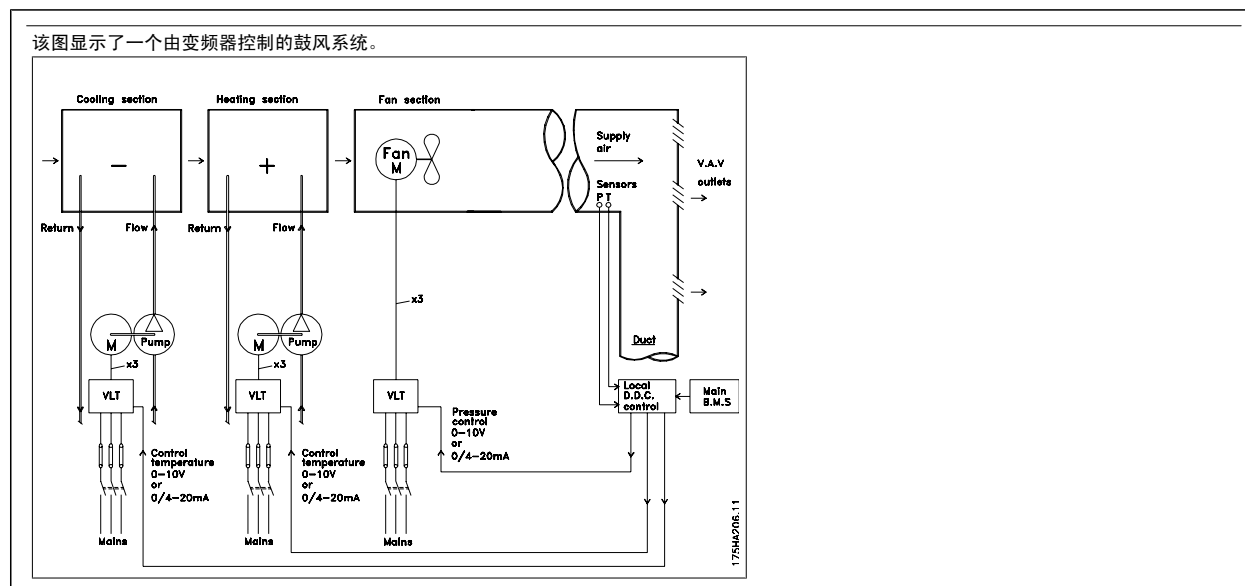 该图显示了一个由变频器控制的鼓风系统。
Cooling section
Heating section
Fan section
−
+
Fan
M
Supply
air
Sensors
P T
V.A.V
outlets
Return
Flow
Return
Flow
x3
M
Pump
M
Pump
Duct
x3
x3
VLT
VLT
VLT
Local
D.D.C.
control
Main
B.M.S
Pressure
control
0−10V
or
0/4−20mA
Control
temperature
0−10V
or
0/4−20mA
Control
temperature
0−10V
or
0/4−20mA
Mains
Mains
Mains
175HA206.11